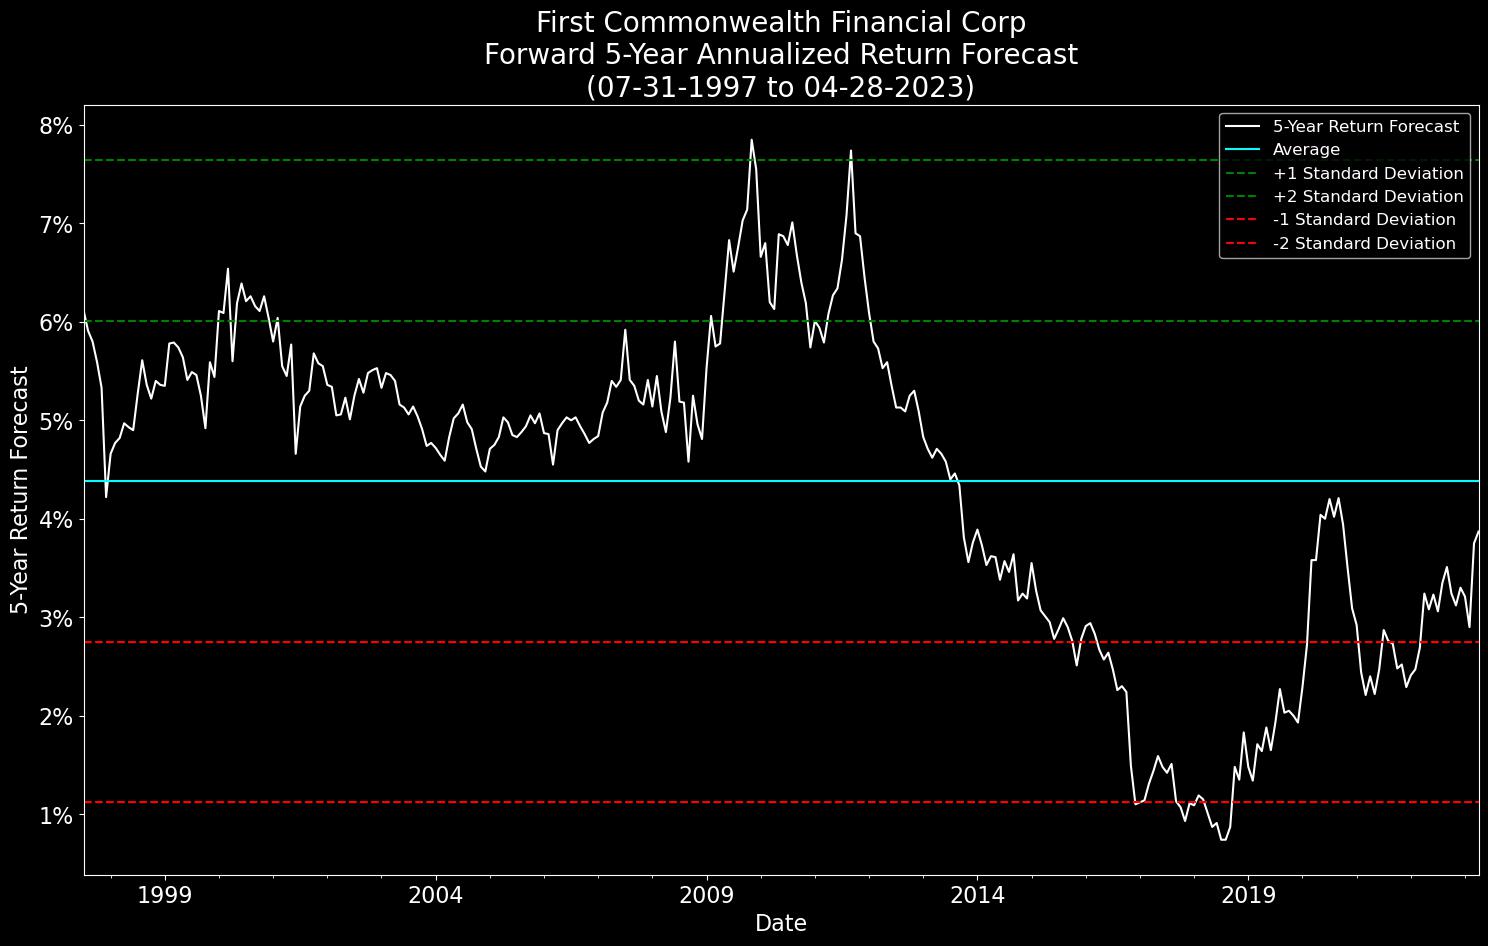 First Commonwealth Financial Corp
Forward 5-Year Annualized Return Forecast
(07-31-1997 to 04-28-2023)
8%
7%
6%
5%
4%
3%
2%
1%
5-Year Return Forecast
5-Year Return Forecast
Average
+1 Standard Deviation
+2 Standard Deviation
-1 Standard Deviation
-2 Standard Deviation
1999
2004
2009
2014
2019
Date